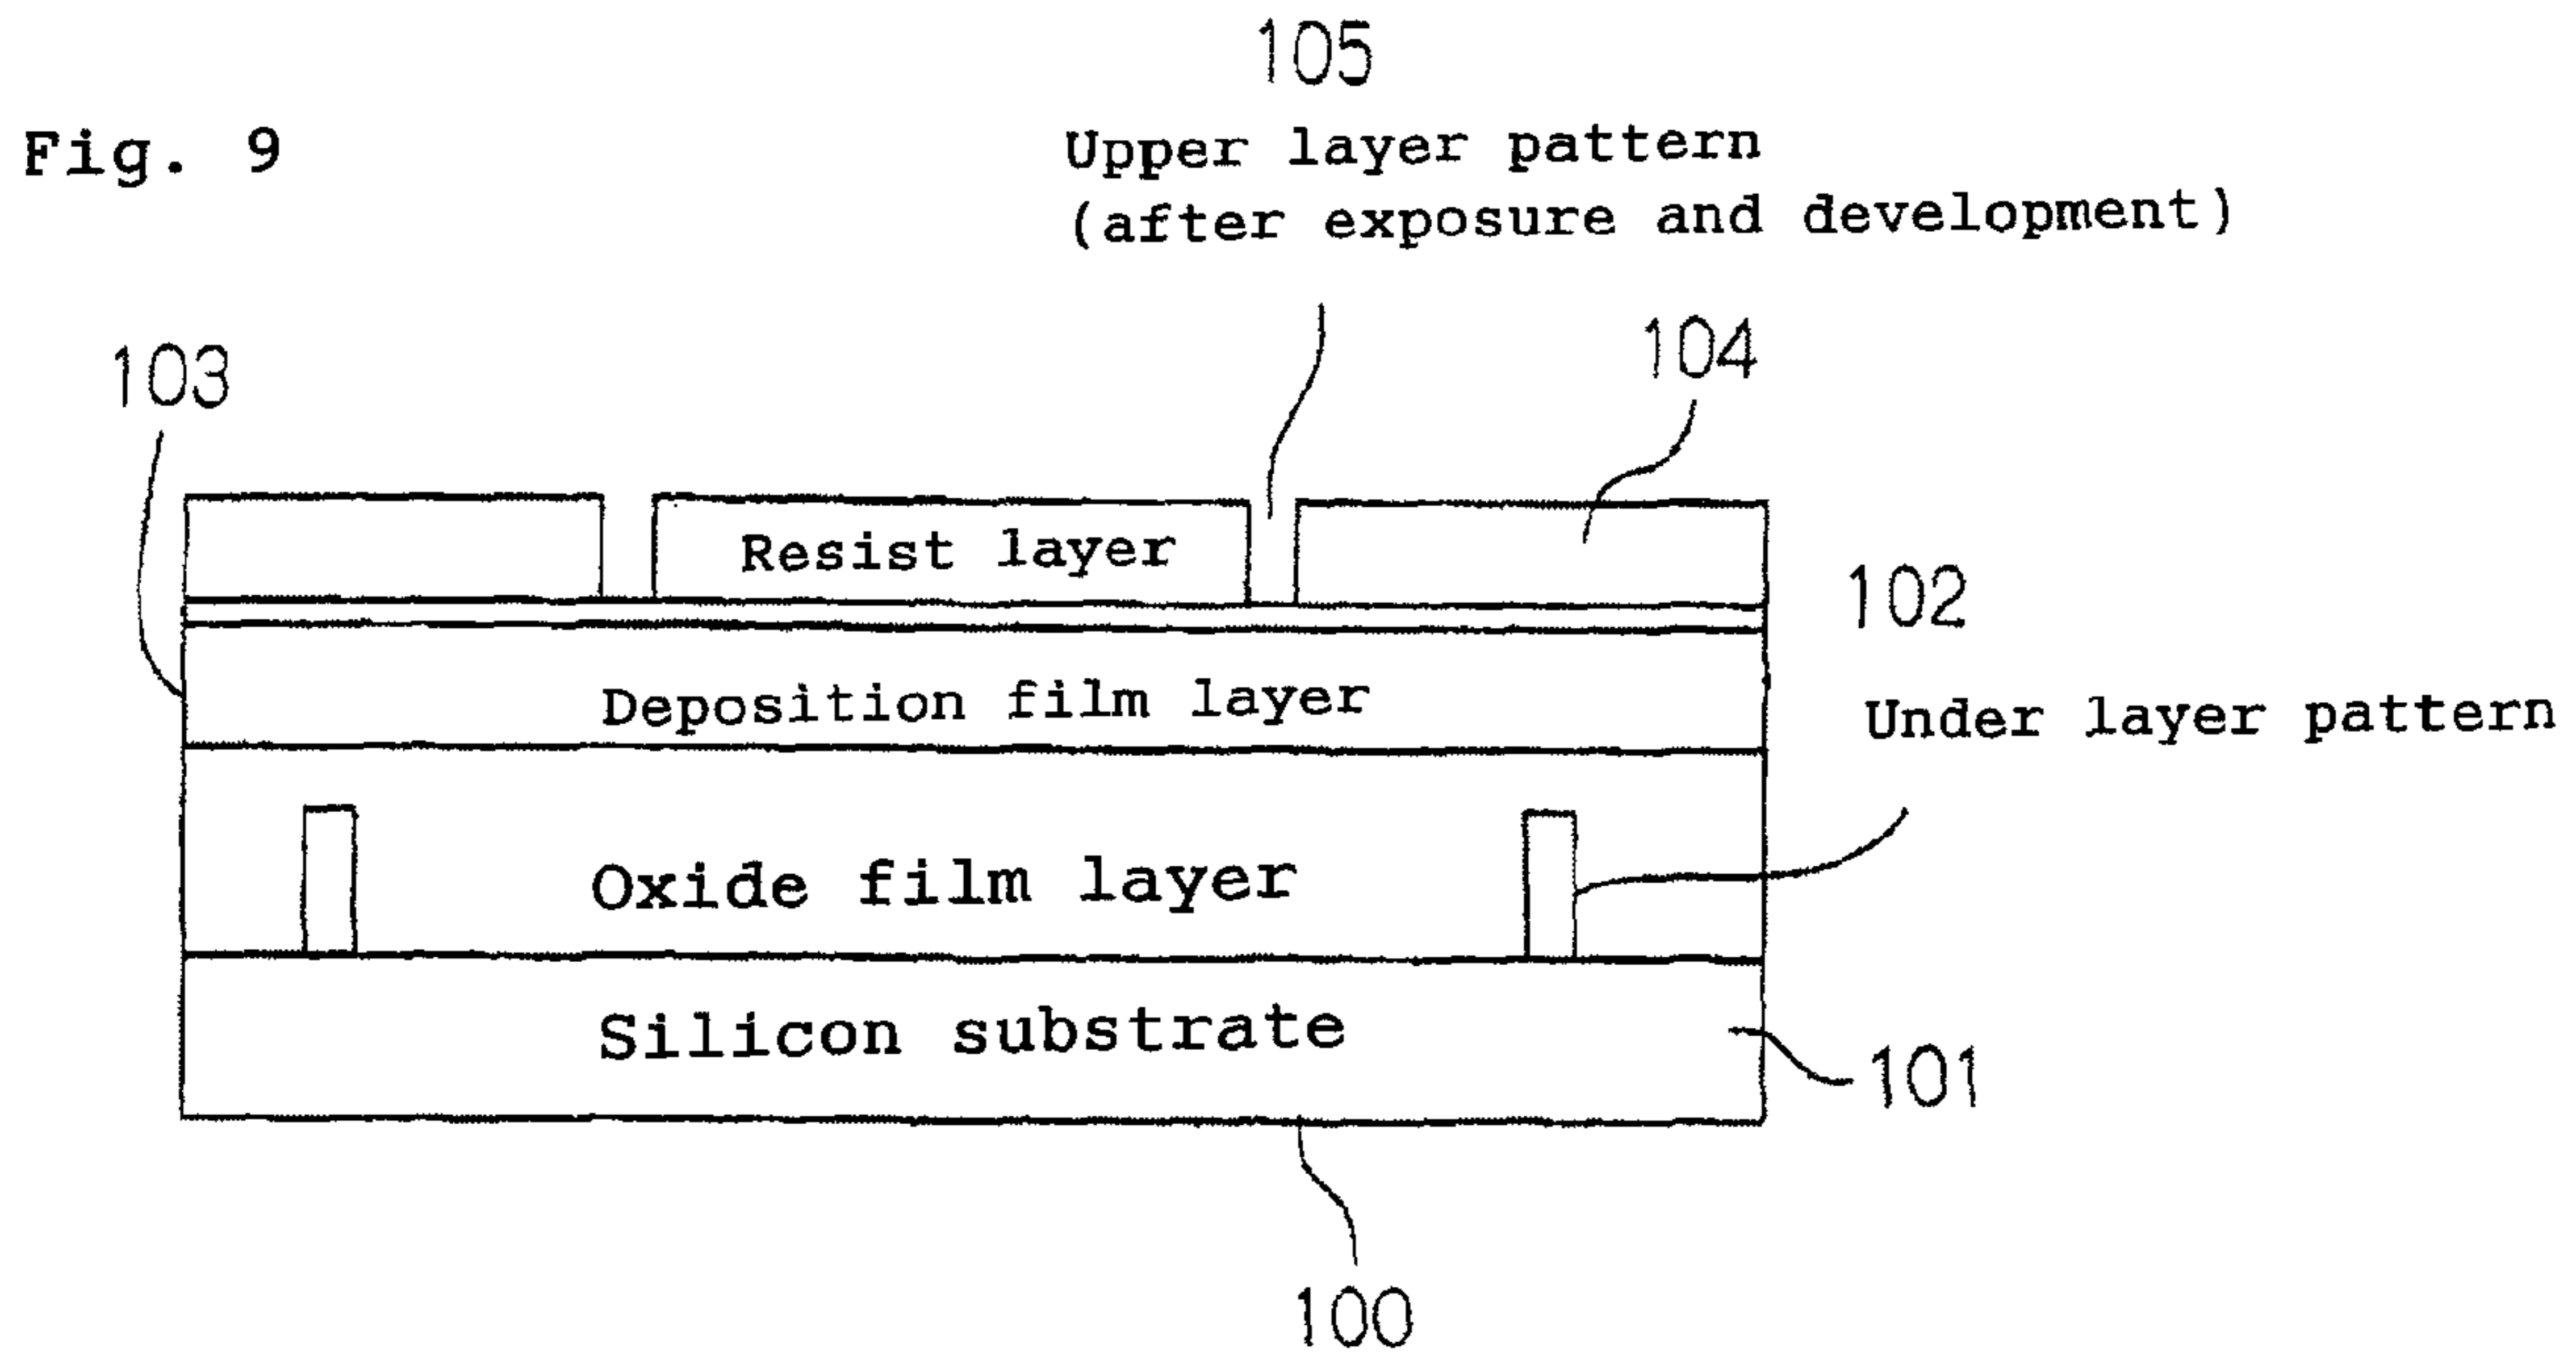 105
Fig. 9
Upper layer pattern
(after exposure and development)
104
103
Resist layer
102
Under layer pattern
Deposition film layer
Oxide film layer
Silicon substrate
101
100